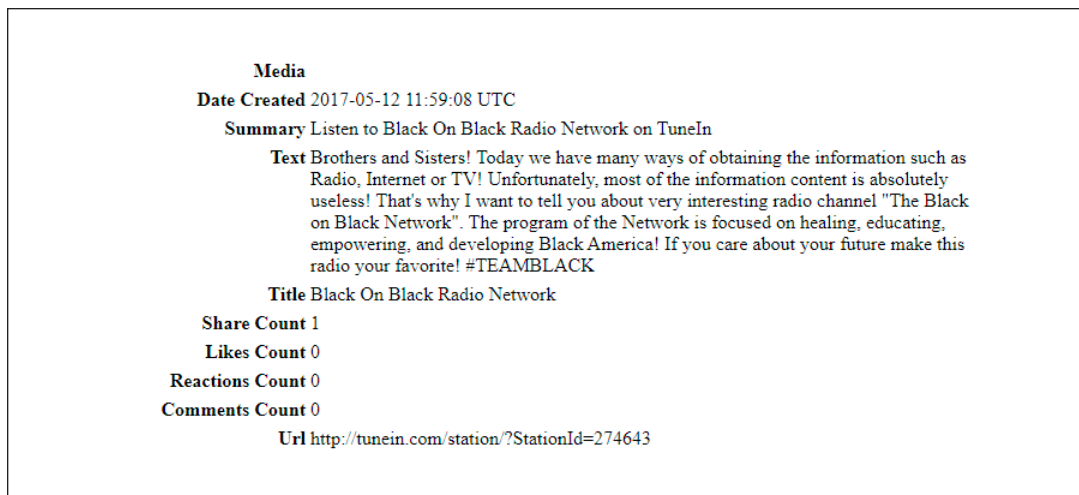 Media
Date Created 2017-05-12 11:59:08 UTC
Summary Listen to Black On Black Radio Network on TuneIn
Text Brothers and Sisters! Today we have many ways of obtaining the information such as
Radio, Internet or TV! Unfortunately, most of the information content is absolutely
useless! That's why I want to tell you about very interesting radio channel "The Black
on Black Network". The program of the Network is focused on healing, educating,
empowering, and developing Black America! If you care about your future make this
radio your favorite! #TEAMBLACK
Title Black On Black Radio Network
Share Count 1
Likes Count 0
Reactions Count 0
Comments Count 0
Url http://tunein.com/station/?StationId=274643